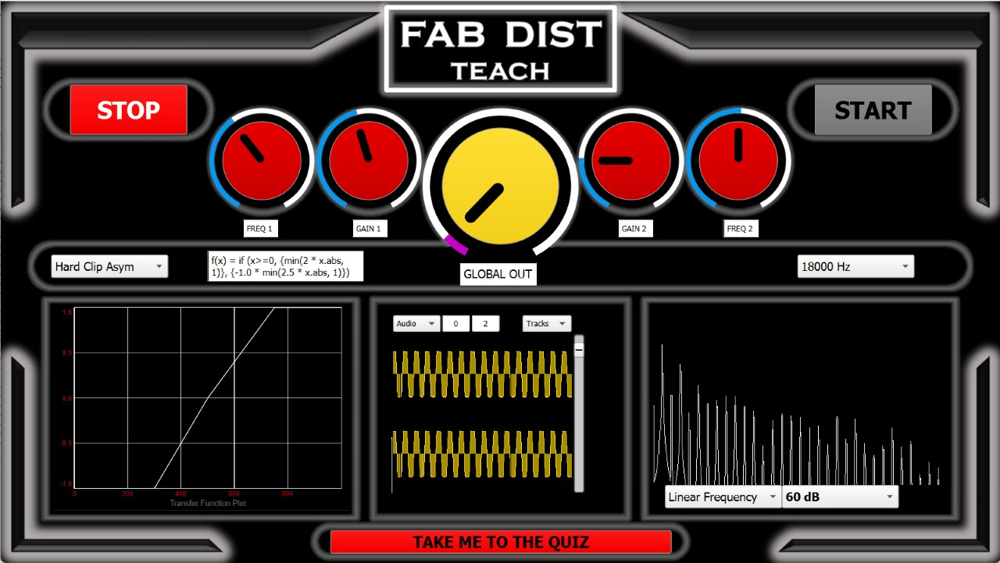 FAB DIST
TEACH
STOP
START
FREQ 1
GAIN 1
GAIN 2
FREQ 2
Hard Clip Asym
f(x) = if (x>=0, {min(2 * x.abs,
1)}, {-1.0 * min(2.5 * x.abs, 1)})
GLOBAL OUT
18000 Hz
1.0
0.5
0.0
-0.5
-1.0
0 200 400 600 800
Transfer Function Plot
Audio 0 2 Tracks
Linear Frequency 60 dB
TAKE ME TO THE QUIZ